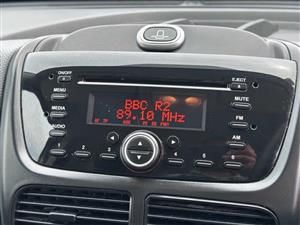 ON/OFF
EJECT
MENU
MUTE
MEDIA
BBC R2
89.10 MHz
FM
AUDIO
AM
1 2 3 4 5 6